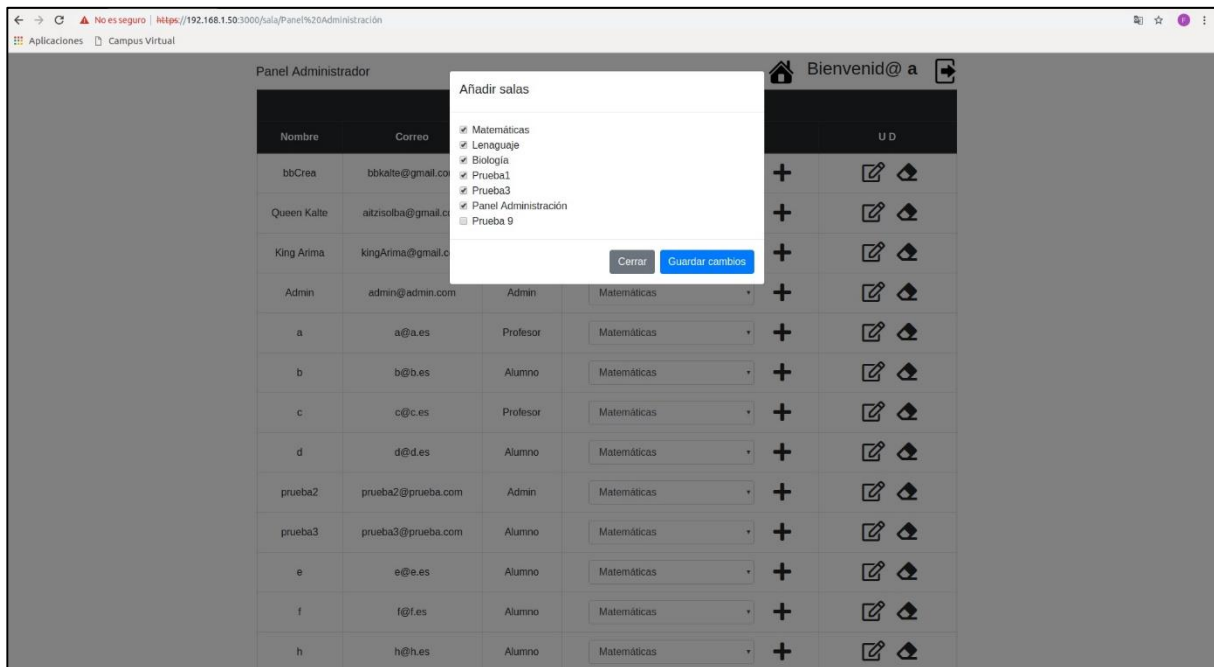 No es seguro | https://192.168.1.50:3000/sala/Panel%20Administración
Aplicaciones Campus Virtual
Panel Administrador Bienvenid@ a
Añadir salas
Matemáticas
Lenaguaje
Biología
Prueba1
Prueba3
Panel Administración
Prueba 9
Cerrar Guardar cambios
Nombre Correo U D
bbCrea bbkalte@gmail.co
Queen Kalte aitzisolba@gmail.c
King Arima kingArima@gmail.c
Admin admin@admin.com Admin Matemáticas
a a@a.es Profesor Matemáticas
b b@b.es Alumno Matemáticas
c c@c.es Profesor Matemáticas
d d@d.es Alumno Matemáticas
prueba2 prueba2@prueba.com Admin Matemáticas
prueba3 prueba3@prueba.com Alumno Matemáticas
e e@e.es Alumno Matemáticas
f f@f.es Alumno Matemáticas
h h@h.es Alumno Matemáticas